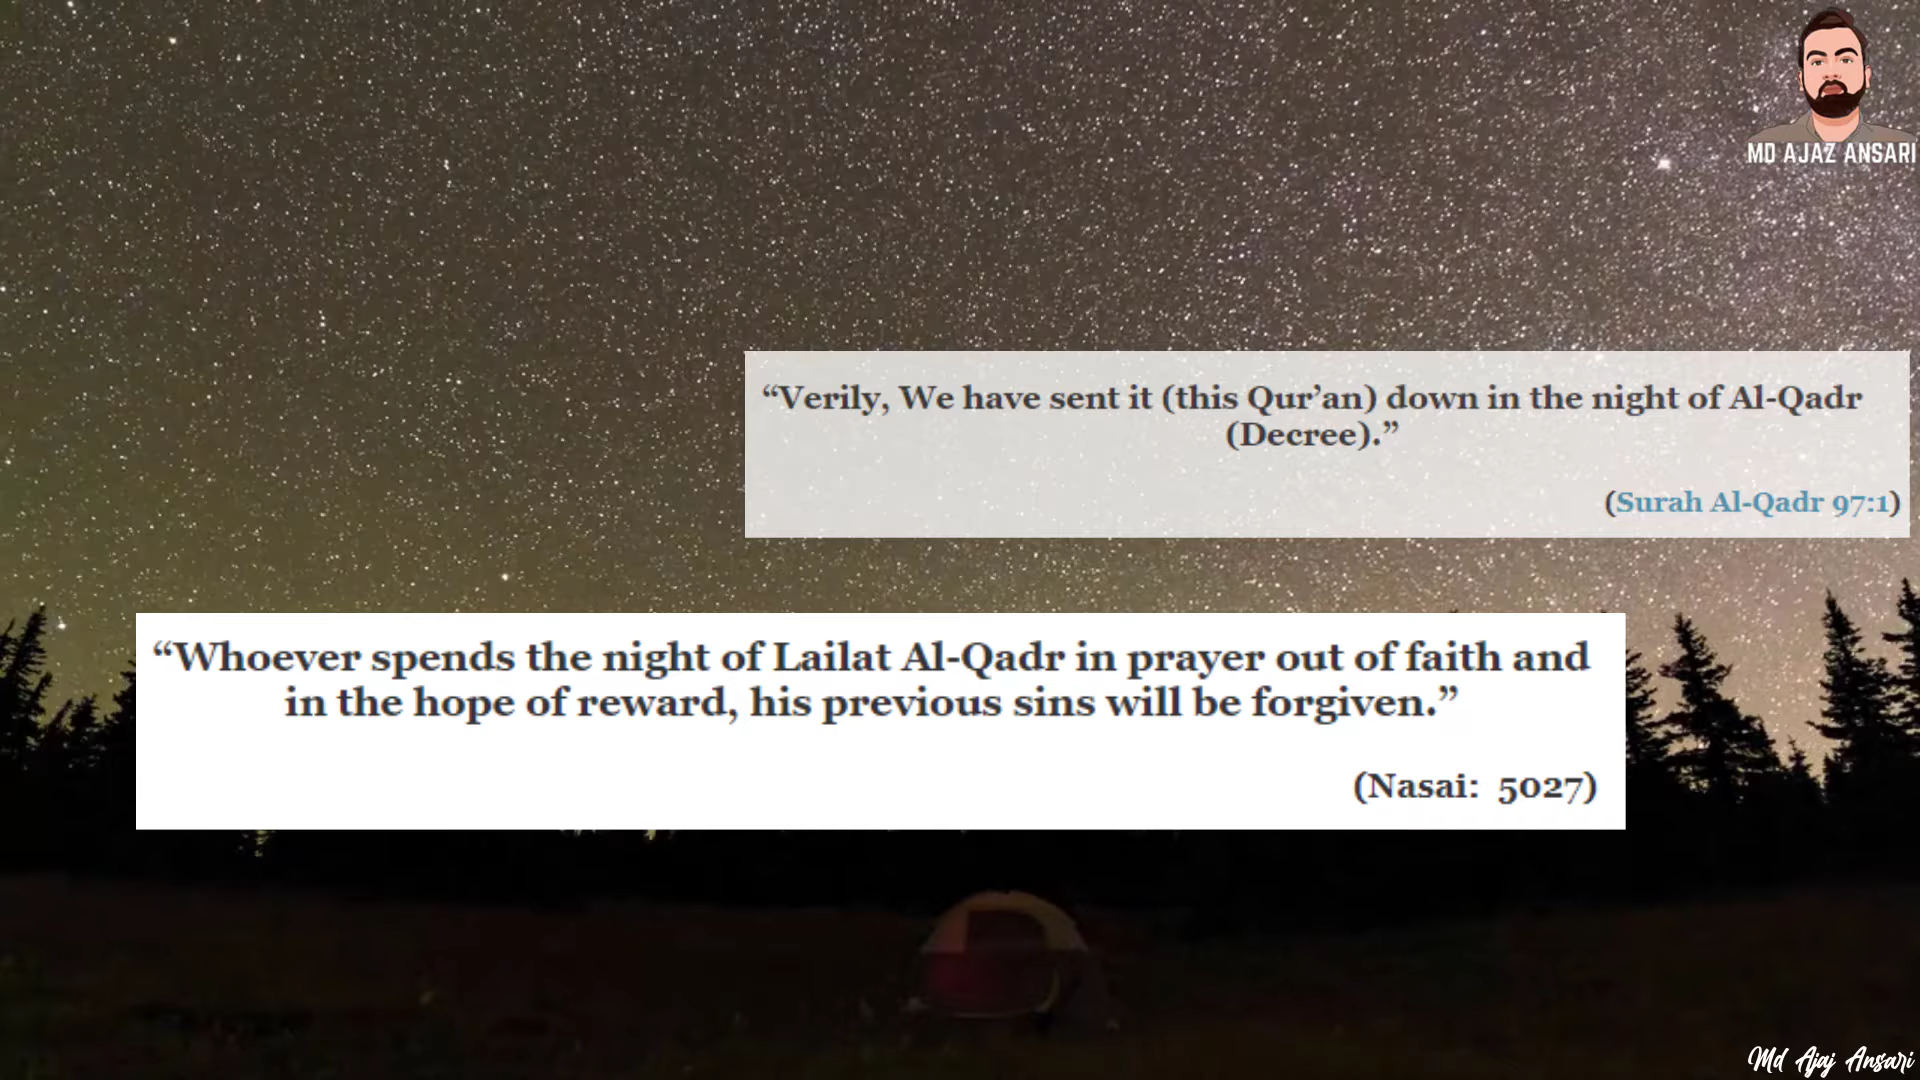 MD AJAZ ANSARI
“Verily, We have sent it (this Qur’an) down in the night of Al-Qadr
(Decree).”
(Surah Al-Qadr 97:1)
“Whoever spends the night of Lailat Al-Qadr in prayer out of faith and
in the hope of reward, his previous sins will be forgiven.”
(Nasai:  5027)
Md Ajaj Ansari